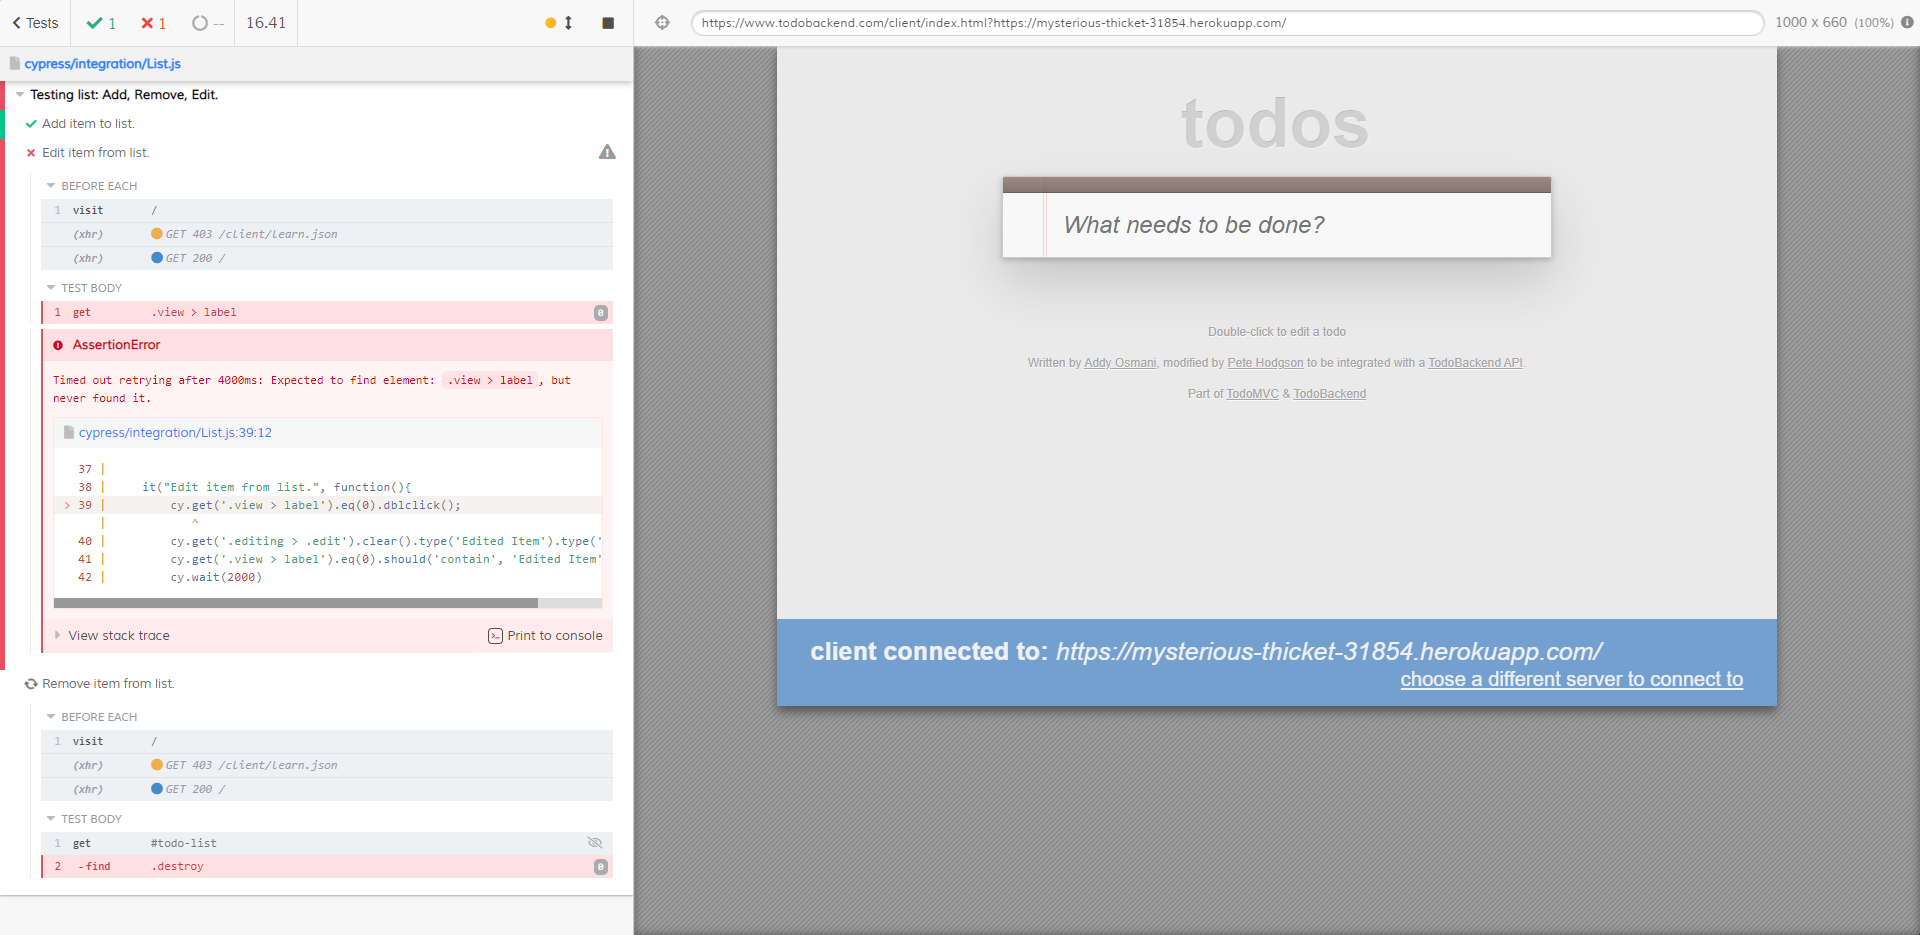 Tests
1
1
--
16.41
https://www.todobackend.com/client/index.html?https://mysterious-thicket-31854.herokuapp.com/
1000 x 660 (100%)
cypress/integration/List.js
Testing list: Add, Remove, Edit.
Add item to list.
Edit item from list.
BEFORE EACH
1 visit /
(xhr) GET 403 /client/learn.json
(xhr) GET 200 /
TEST BODY
1 get .view > label 0
AssertionError
Timed out retrying after 4000ms: Expected to find element: .view > label, but
never found it.
cypress/integration/List.js:39:12
37 |
38 | it("Edit item from list.", function(){
> 39 | cy.get('.view > label').eq(0).dblclick();
| ^
40 | cy.get('.editing > .edit').clear().type('Edited Item').type('
41 | cy.get('.view > label').eq(0).should('contain', 'Edited Item'
42 | cy.wait(2000)
View stack trace
Print to console
Remove item from list.
BEFORE EACH
1 visit /
(xhr) GET 403 /client/learn.json
(xhr) GET 200 /
TEST BODY
1 get #todo-list
2 -find .destroy 0
todos
What needs to be done?
Double-click to edit a todo
Written by Addy Osmani, modified by Pete Hodgson to be integrated with a TodoBackend API.
Part of TodoMVC & TodoBackend
client connected to: https://mysterious-thicket-31854.herokuapp.com/
choose a different server to connect to